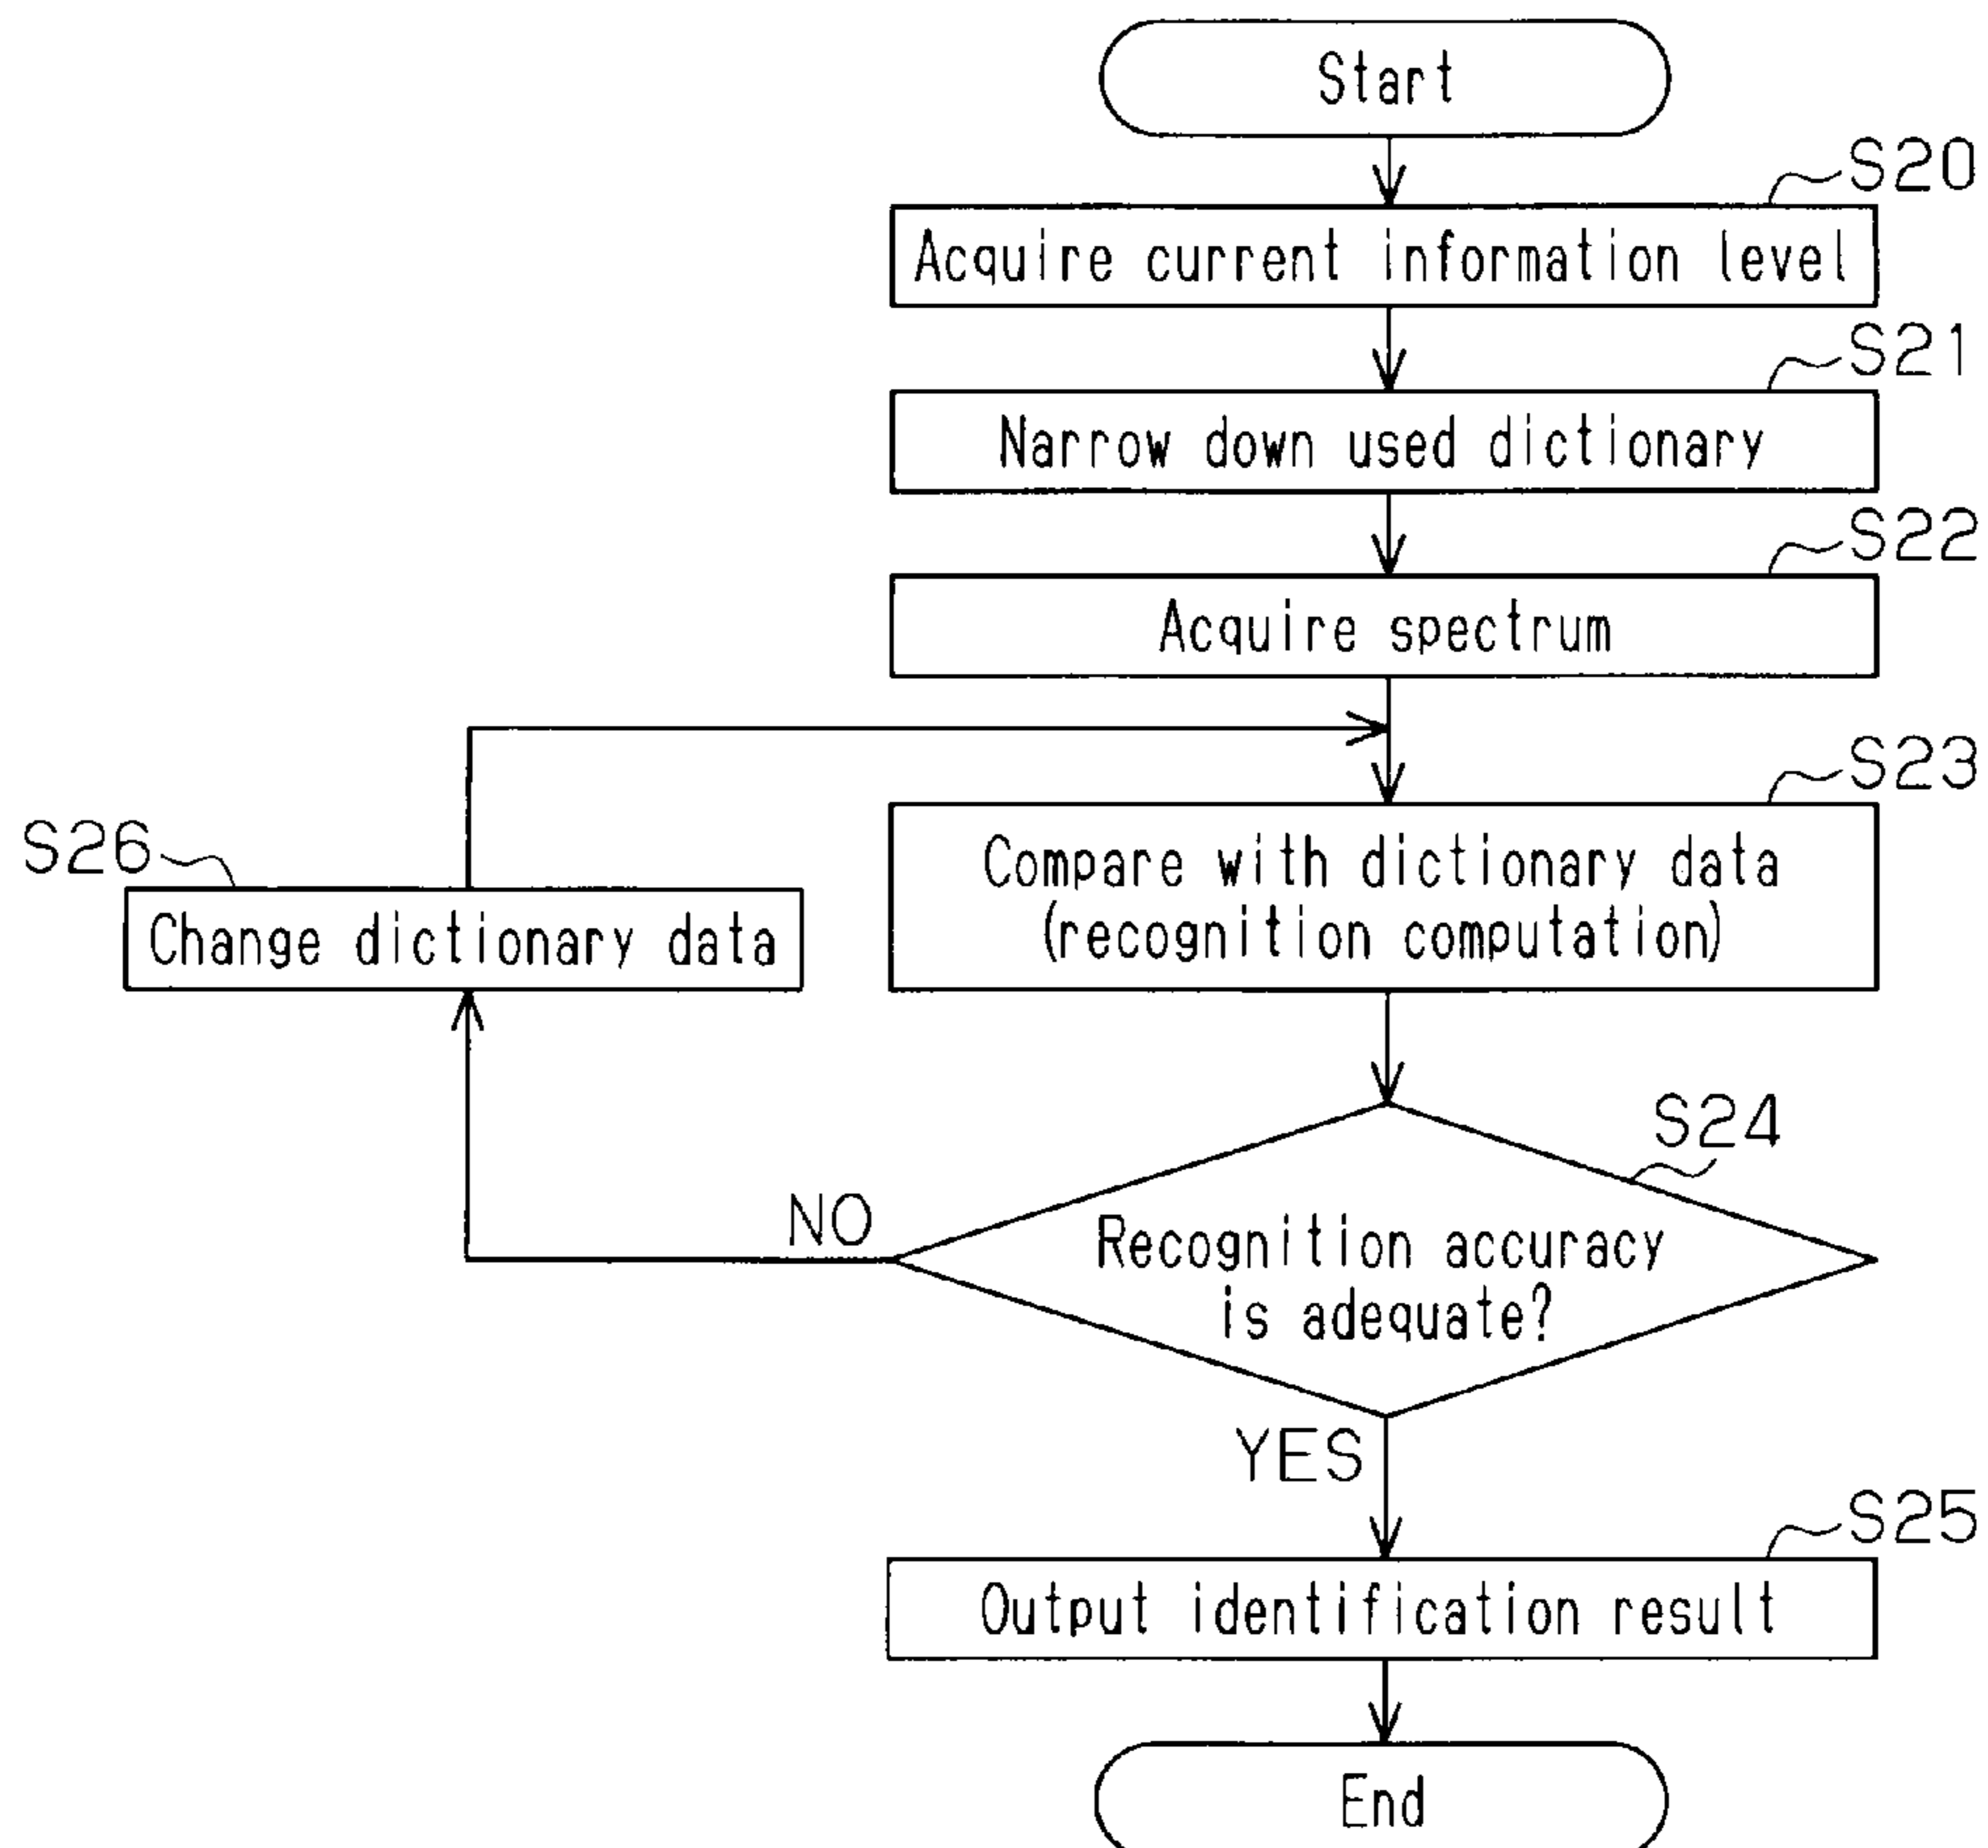 Start
S20
Acquire current information level
S21
Narrow down used dictionary
S22
Acquire spectrum
S23
Compare with dictionary data
(recognition computation)
S26
Change dictionary data
S24
Recognition accuracy
is adequate?
NO
YES
S25
Output identification result
End